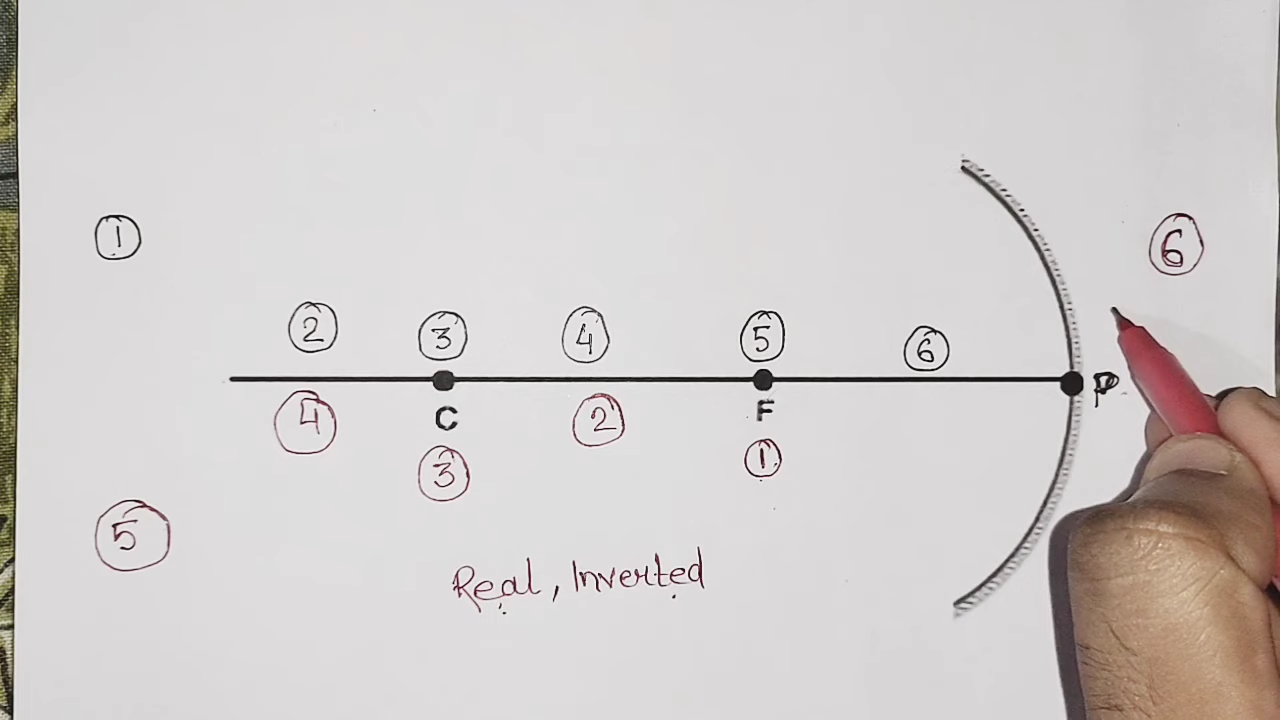 ①
⑥
② ③ ④ ⑤ ⑥
P
④ C ② F
③ ①
⑤
Real, Inverted